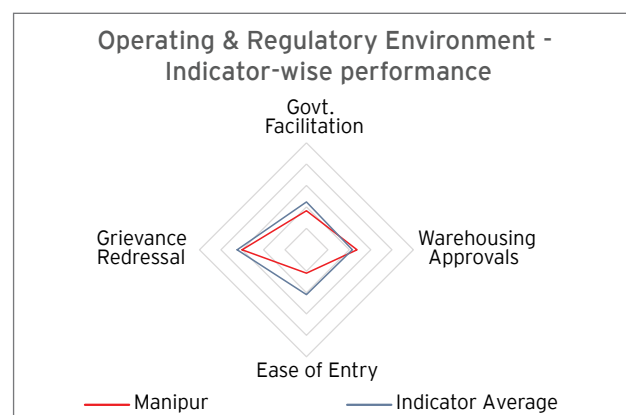 Operating & Regulatory Environment -
Indicator-wise performance
Govt.
Facilitation
Grievance
Redressal
Warehousing
Approvals
Ease of Entry
Manipur
Indicator Average